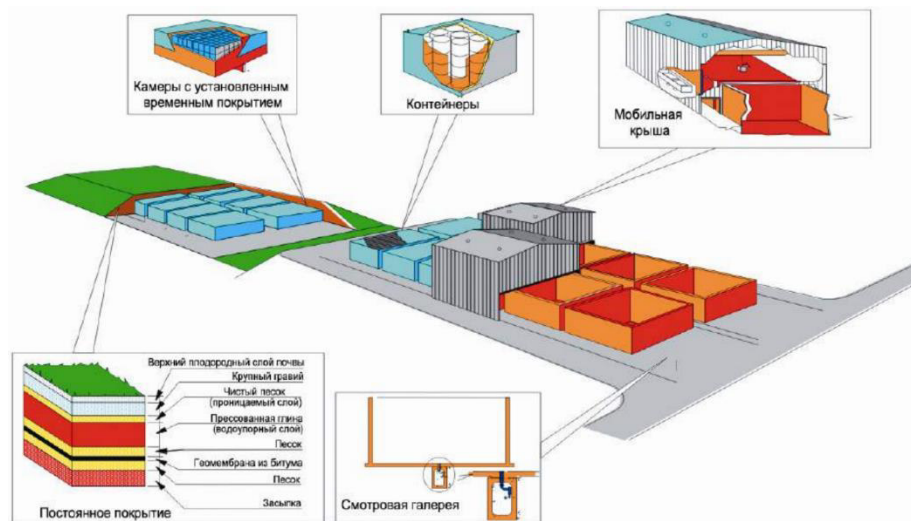 Камеры с установленным
временным покрытием
Контейнеры
Мобильная
крыша
Верхний плодородный слой почвы
Крупный гравий
Чистый песок
(проницаемый слой)
Прессованная глина
(водоупорный слой)
Песок
Геомембрана из битума
Песок
Засыпка
Постоянное покрытие
Смотровая галерея